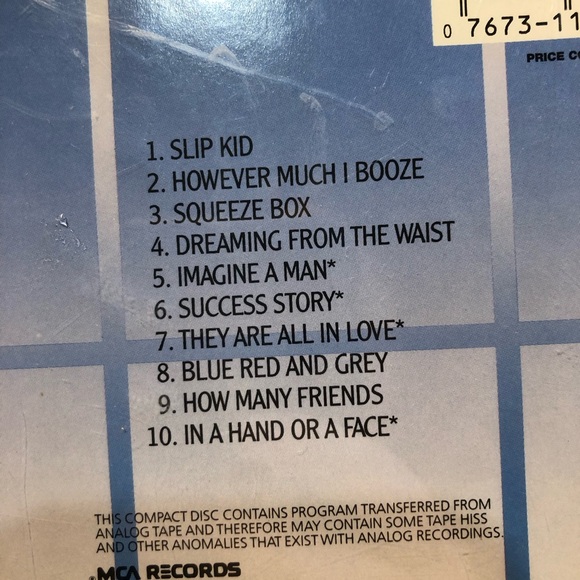 0 7673-11
PRICE CO
1. SLIP KID
2. HOWEVER MUCH I BOOZE
3. SQUEEZE BOX
4. DREAMING FROM THE WAIST
5. IMAGINE A MAN*
6. SUCCESS STORY*
7. THEY ARE ALL IN LOVE*
8. BLUE RED AND GREY
9. HOW MANY FRIENDS
10. IN A HAND OR A FACE*
THIS COMPACT DISC CONTAINS PROGRAM TRANSFERRED FROM
ANALOG TAPE AND THEREFORE MAY CONTAIN SOME TAPE HISS
AND OTHER ANOMALIES THAT EXIST WITH ANALOG RECORDINGS.
MCA RECORDS